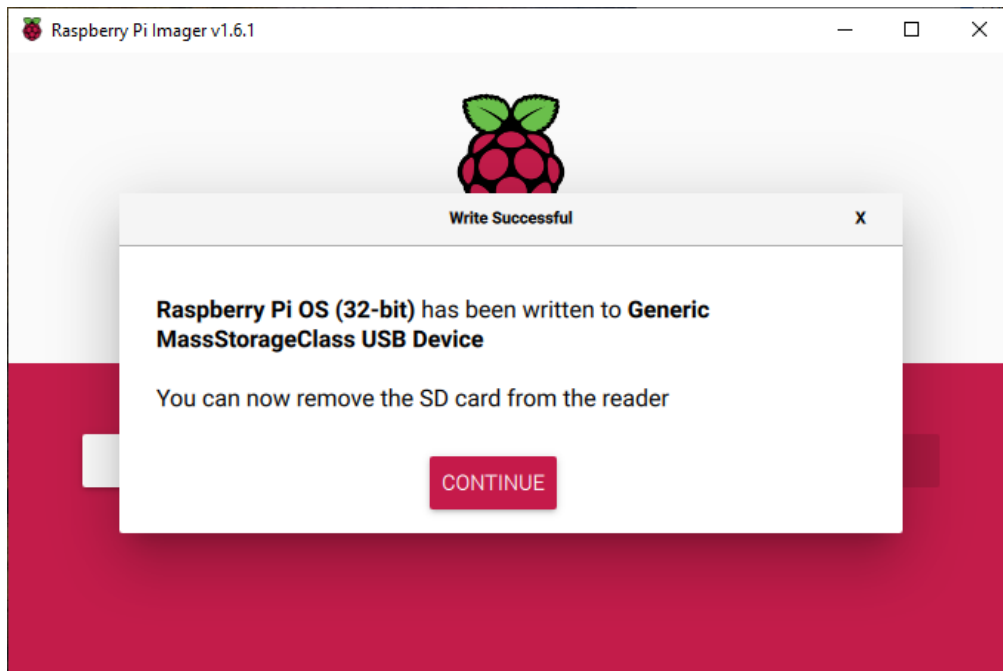 Raspberry Pi Imager v1.6.1
Write Successful X
Raspberry Pi OS (32-bit) has been written to Generic
MassStorageClass USB Device
You can now remove the SD card from the reader
CONTINUE